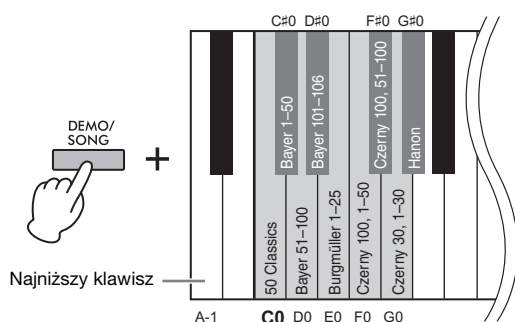 C#0 D#0 F#0 G#0
DEMO/
SONG
+
50 Classics
Bayer 1–50
Bayer 51–100
Bayer 101–106
Burgmüller 1–25
Czerny 100, 1–50
Czerny 100, 51–100
Czerny 30, 1–30
Hanon
Najniższy klawisz
A-1 C0 D0 E0 F0 G0